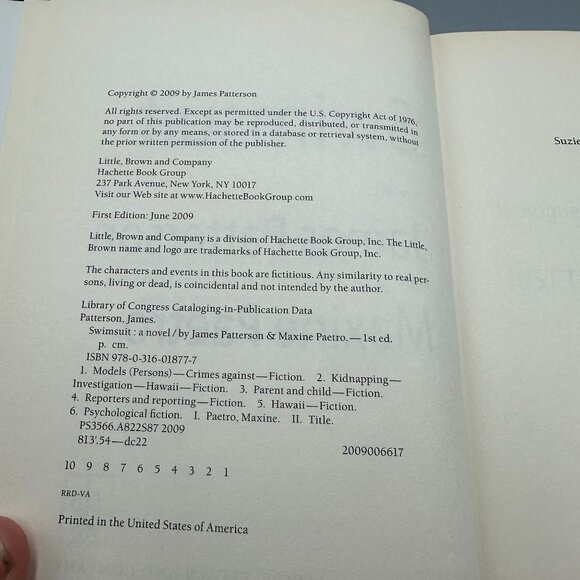 Copyright © 2009 by James Patterson
All rights reserved. Except as permitted under the U.S. Copyright Act of 1976,
no part of this publication may be reproduced, distributed, or transmitted in
any form or by any means, or stored in a database or retrieval system, without
the prior written permission of the publisher.
Little, Brown and Company
Hachette Book Group
237 Park Avenue, New York, NY 10017
Visit our Web site at www.HachetteBookGroup.com
First Edition: June 2009
Little, Brown and Company is a division of Hachette Book Group, Inc. The Little,
Brown name and logo are trademarks of Hachette Book Group, Inc.
The characters and events in this book are fictitious. Any similarity to real per-
sons, living or dead, is coincidental and not intended by the author.
Library of Congress Cataloging-in-Publication Data
Patterson, James.
Swimsuit : a novel / by James Patterson & Maxine Paetro. — 1st ed.
p. cm.
ISBN 978-0-316-01877-7
1. Models (Persons)—Crimes against—Fiction. 2. Kidnapping—
Investigation—Hawaii—Fiction. 3. Parent and child—Fiction.
4. Reporters and reporting—Fiction. 5. Hawaii—Fiction.
6. Psychological fiction. I. Paetro, Maxine. II. Title.
PS3566.A822S87 2009
813'.54—dc22 2009006617
10 9 8 7 6 5 4 3 2 1
RRD-VA
Printed in the United States of America
Suzie